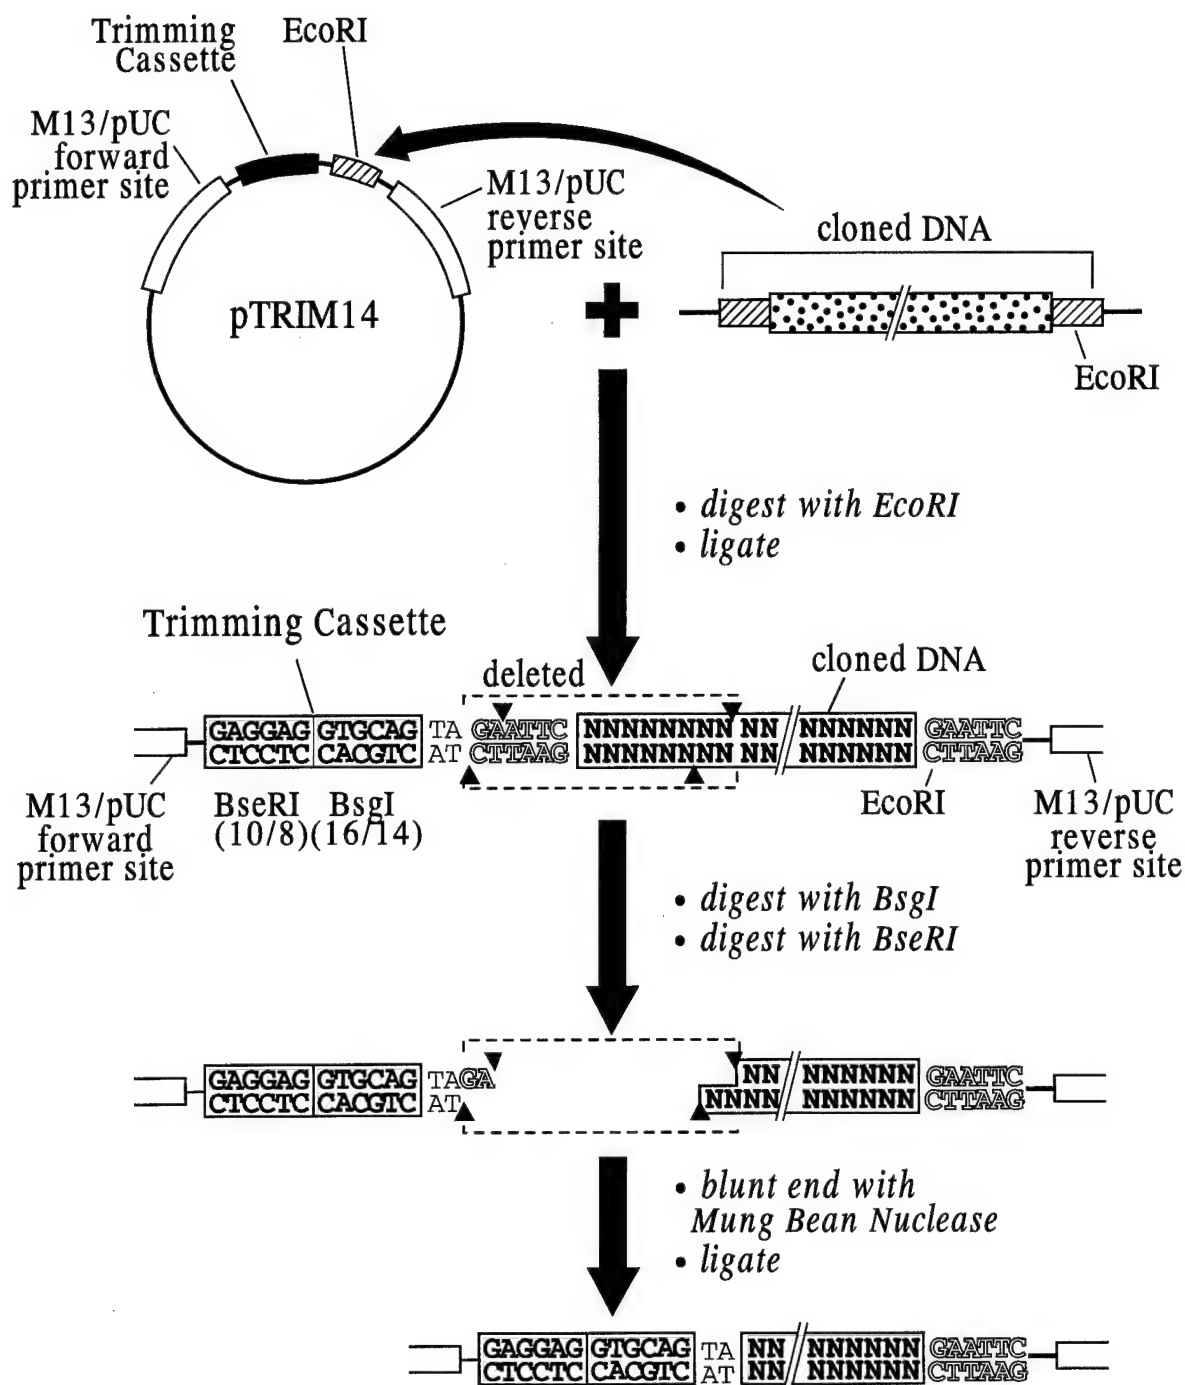 Trimming
Cassette
EcoRI
M13/pUC
forward
primer site
M13/pUC
reverse
primer site
pTRIM14
+
cloned DNA
EcoRI
• digest with EcoRI
• ligate
Trimming Cassette
deleted
cloned DNA
GAGGAG GTGCAG TA GAATTC NNNNNNNN NN // NNNNNN GAATTC
CTCCTC CACGTC AT CTTAAG NNNNNNNN NN // NNNNNN CTTAAG
M13/pUC
forward
primer site
BseRI BsgI
(10/8)(16/14)
EcoRI
M13/pUC
reverse
primer site
• digest with BsgI
• digest with BseRI
GAGGAG GTGCAG TAGA NN // NNNNNN GAATTC
CTCCTC CACGTC AT NNNN // NNNNNN CTTAAG
• blunt end with
Mung Bean Nuclease
• ligate
GAGGAG GTGCAG TA NN // NNNNNN GAATTC
CTCCTC CACGTC AT NN // NNNNNN CTTAAG